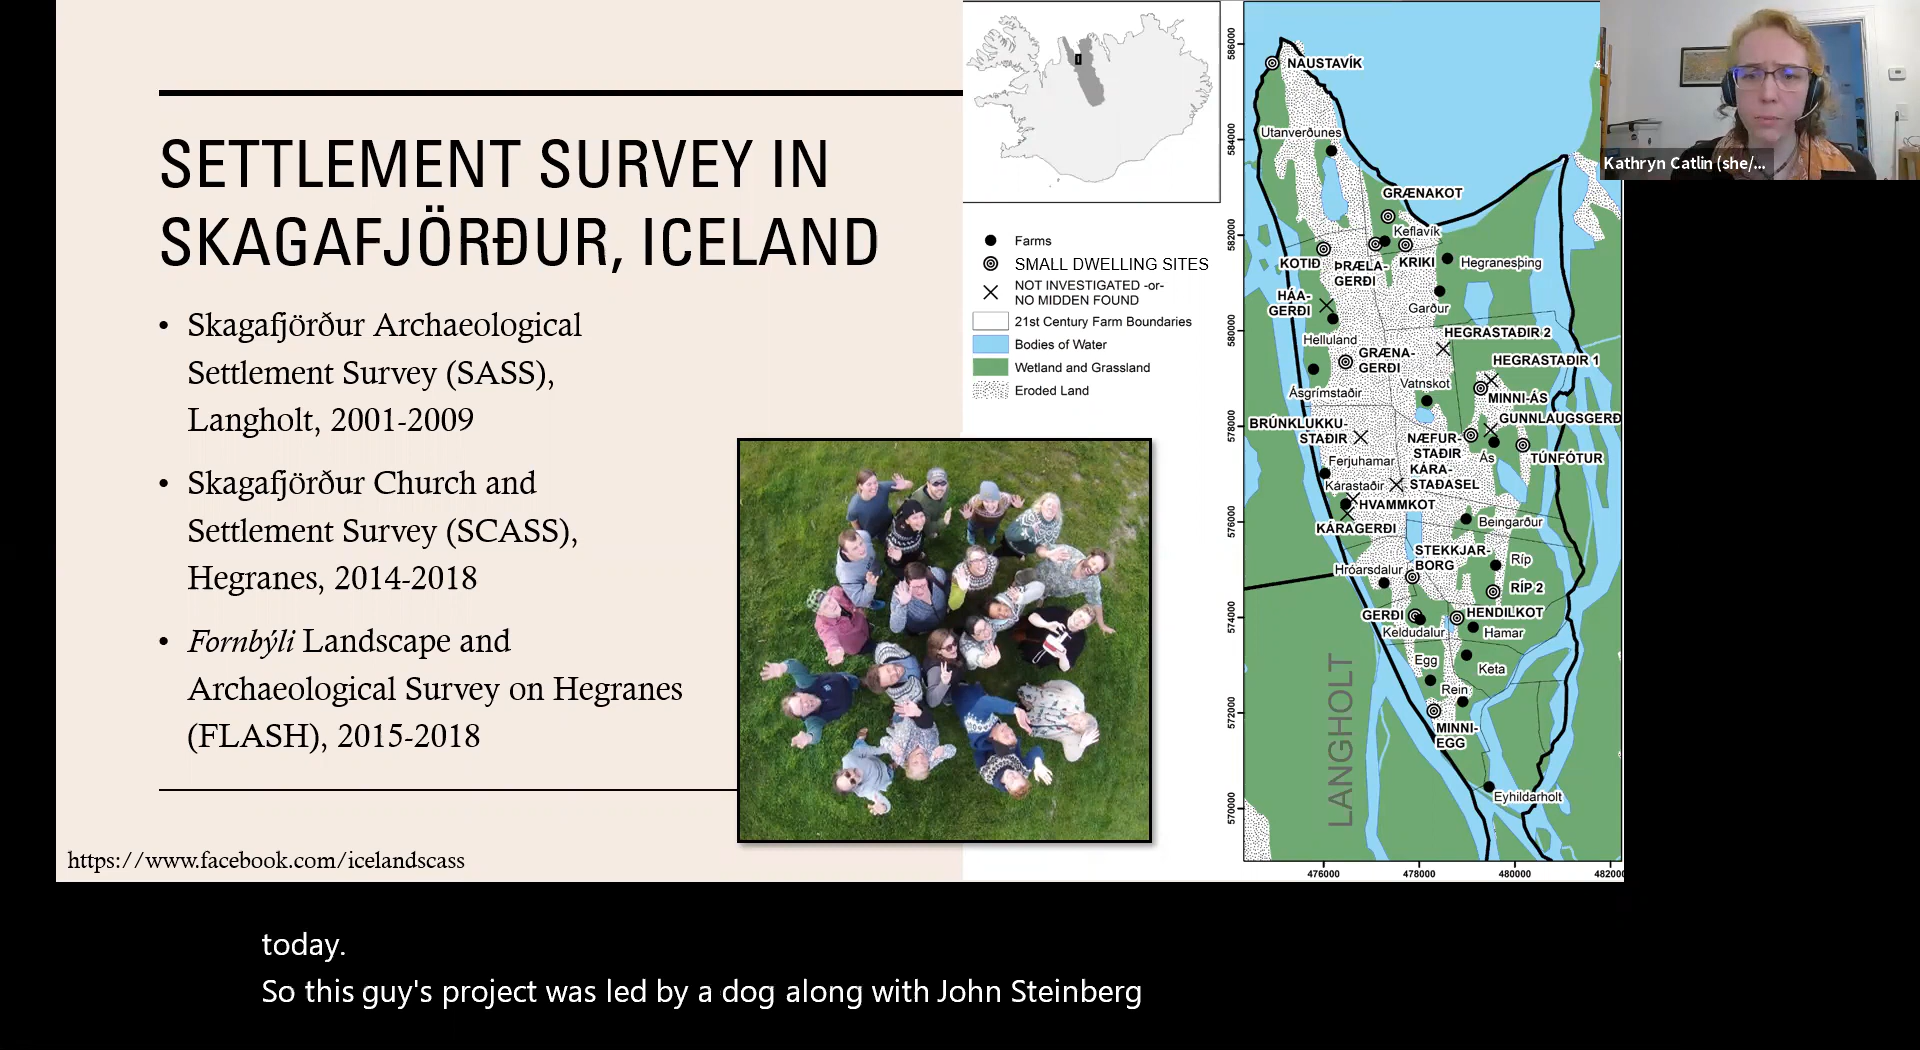 SETTLEMENT SURVEY IN
SKAGAFJÖRÐUR, ICELAND
• Skagafjörður Archaeological
Settlement Survey (SASS),
Langholt, 2001-2009
• Skagafjörður Church and
Settlement Survey (SCASS),
Hegranes, 2014-2018
• Fornbýli Landscape and
Archaeological Survey on Hegranes
(FLASH), 2015-2018
https://www.facebook.com/icelandscass
Farms
SMALL DWELLING SITES
NOT INVESTIGATED -or-
NO MIDDEN FOUND
21st Century Farm Boundaries
Bodies of Water
Wetland and Grassland
Eroded Land
586000
584000
582000
580000
578000
576000
574000
572000
570000
476000
478000
480000
482000
NAUSTAVÍK
Utanverðunes
GRÆNAKOT
Keflavík
KOTIÐ
ÞRÆLA-
GERÐI
KRIKI
Hegranesþing
HÁA-
GERÐI
Garður
Helluland
HEGRASTAÐIR 2
GRÆNA-
GERÐI
HEGRASTAÐIR 1
Ásgrímstaðir
Vatnskot
MINNI-ÁS
GUNNLAUGSGERÐ
BRÚNKLUKKU-
STAÐIR
NÆFUR-
STAÐIR
Ás
TÚNFÓTUR
Ferjuhamar
KÁRA-
STAÐASEL
Kárastaðir
HVAMMKOT
KÁRAGERÐI
Beingarður
STEKKJAR-
BORG
Ríp
Hróarsdalur
RÍP 2
GERÐI
HENDILKOT
Keldudalur
Hamar
Egg
Keta
Rein
MINNI-
EGG
Eyhildarholt
LANGHOLT
Kathryn Catlin (she/...
today.
So this guy's project was led by a dog along with John Steinberg